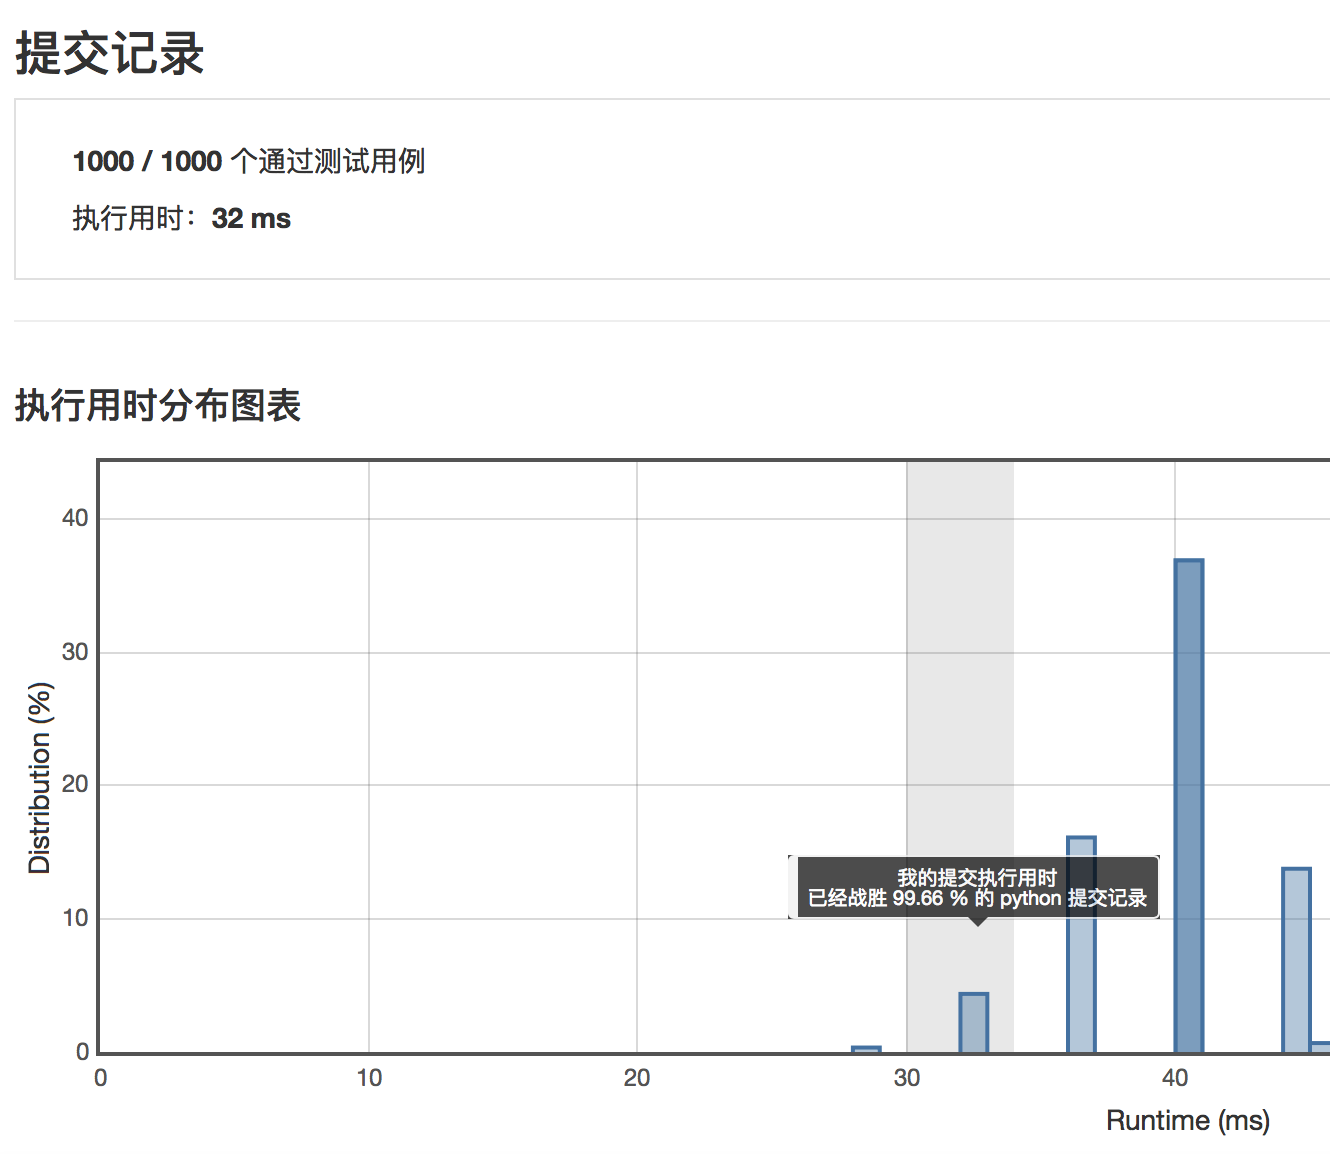 提交记录
1000 / 1000 个通过测试用例
执行用时：32 ms
执行用时分布图表
40
30
20
10
0
Distribution (%)
我的提交执行用时
已经战胜 99.66 % 的 python 提交记录
0 10 20 30 40
Runtime (ms)